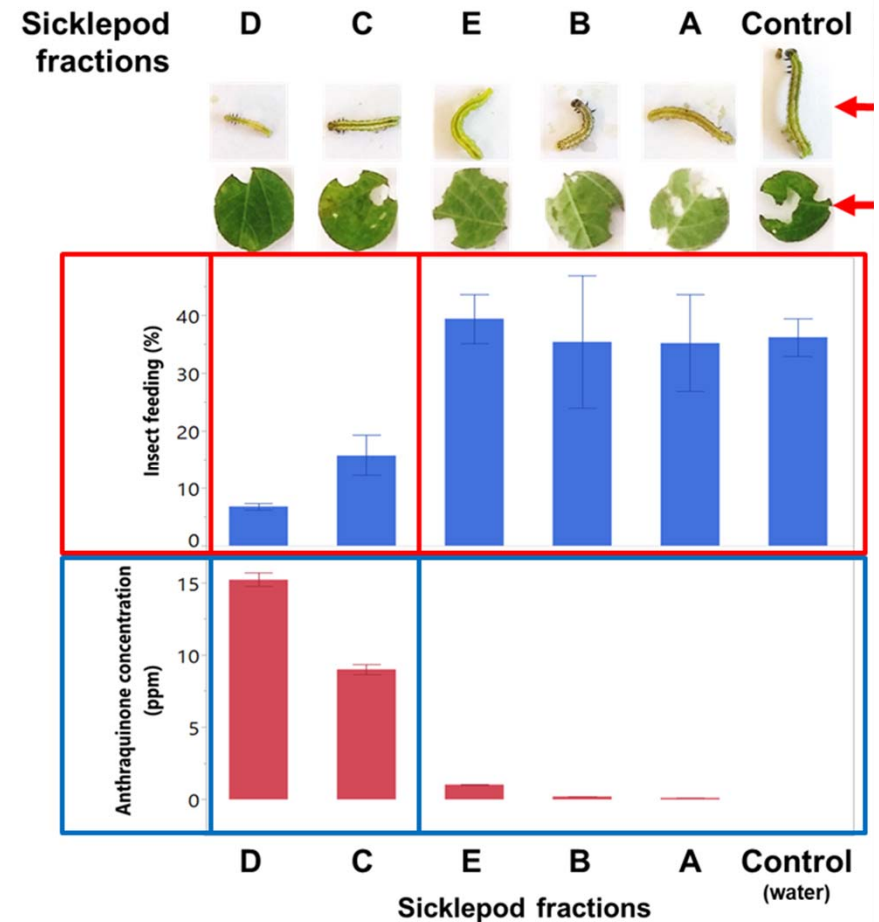 Sicklepod fractions D C E B A Control
Insect feeding (%)
40
30
20
10
0
Anthraquinone concentration
(ppm)
15
10
5
0
D C E B A Control
(water)
Sicklepod fractions